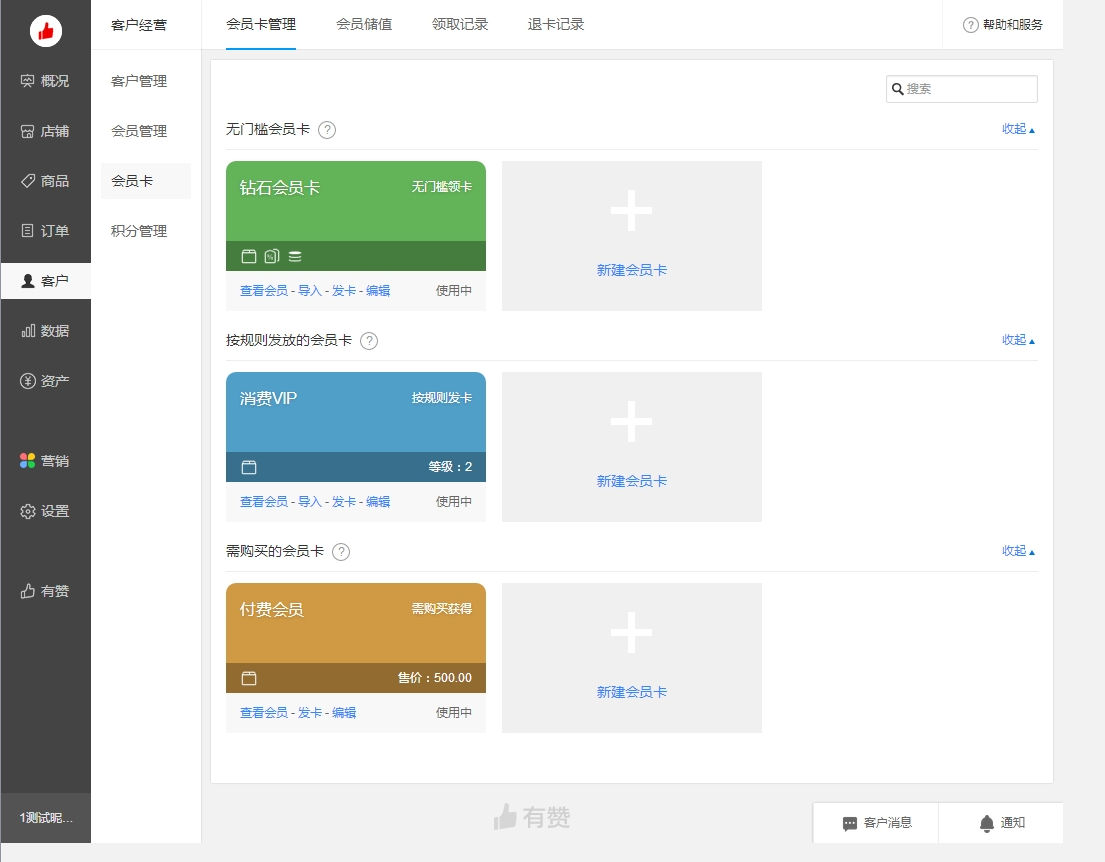 概况
店铺
商品
订单
客户
数据
资产
营销
设置
有赞
1测试昵...
客户经营
客户管理
会员管理
会员卡
积分管理
会员卡管理 会员储值 领取记录 退卡记录
? 帮助和服务
搜索
无门槛会员卡 ? 收起
钻石会员卡 无门槛领卡
%
查看会员 - 导入 - 发卡 - 编辑 使用中
新建会员卡
按规则发放的会员卡 ? 收起
消费VIP 按规则发卡
等级：2
查看会员 - 导入 - 发卡 - 编辑 使用中
新建会员卡
需购买的会员卡 ? 收起
付费会员 需购买获得
售价：500.00
查看会员 - 发卡 - 编辑 使用中
新建会员卡
有赞
客户消息 通知